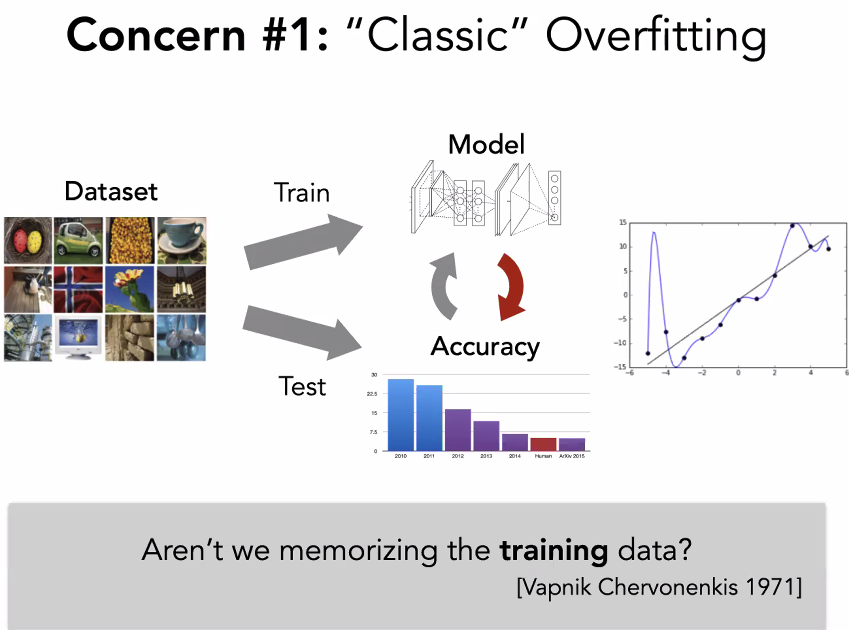 Concern #1: “Classic” Overfitting
Model
Dataset
Train
Accuracy
Test
30
22.5
15
7.5
0
2010
2011
2012
2013
2014
Human
ArXiv 2015
15
10
5
0
−5
−10
−15
−6
−4
−2
0
2
4
6
Aren’t we memorizing the training data?
[Vapnik Chervonenkis 1971]